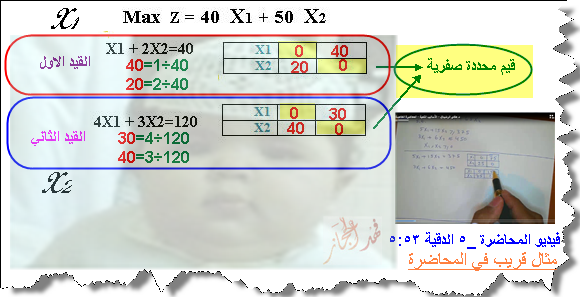 X1 Max Z = 40 X1 + 50 X2
القيد الاول
X1 + 2X2=40
40=1÷40
20=2÷40
X1 0 40
X2 20 0
قيم محددة صفرية
القيد الثاني
4X1 + 3X2=120
30=4÷120
40=3÷120
X1 0 30
X2 40 0
X2
فيديو المحاضرة _٥ الدقية ٥:٥٣
مثال قريب في المحاضرة